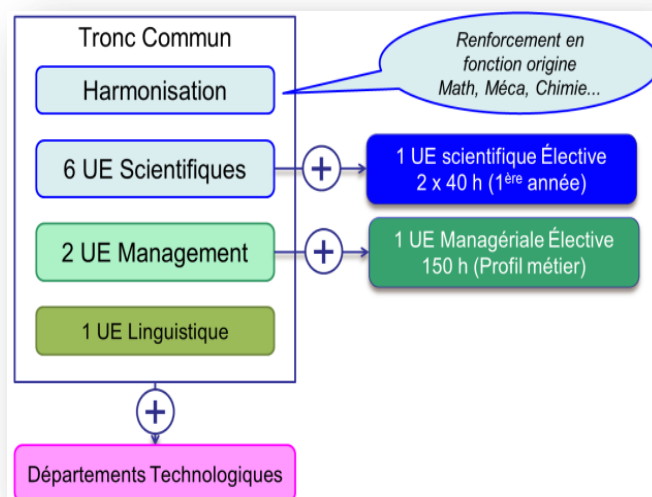 Tronc Commun
Renforcement en
fonction origine
Math, Méca, Chimie...
Harmonisation
6 UE Scientifiques
+
1 UE scientifique Élective
2 x 40 h (1ère année)
2 UE Management
+
1 UE Managériale Élective
150 h (Profil métier)
1 UE Linguistique
+
Départements Technologiques